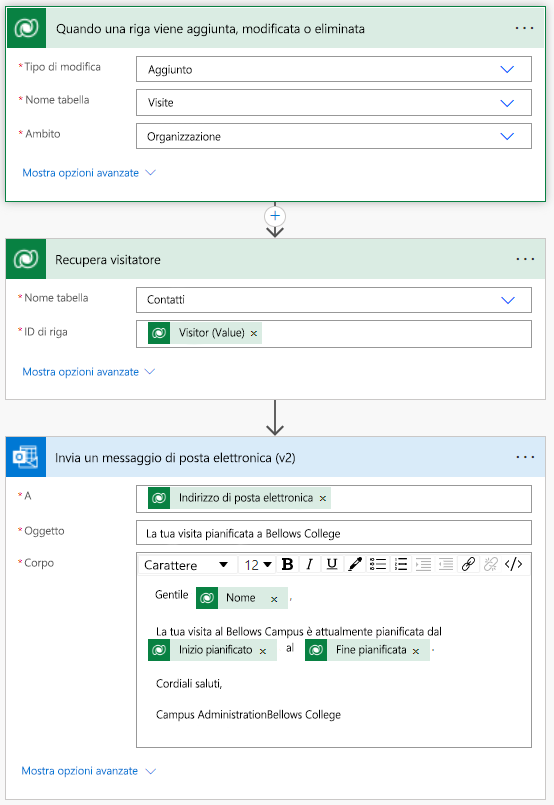 Quando una riga viene aggiunta, modificata o eliminata
* Tipo di modifica
Aggiunto
* Nome tabella
Visite
* Ambito
Organizzazione
Mostra opzioni avanzate
Recupera visitatore
* Nome tabella
Contatti
* ID di riga
Visitor (Value)
Mostra opzioni avanzate
Invia un messaggio di posta elettronica (v2)
* A
Indirizzo di posta elettronica
* Oggetto
La tua visita pianificata a Bellows College
* Corpo
Carattere 12 B I U </>
Gentile Nome ,
La tua visita al Bellows Campus è attualmente pianificata dal
Inizio pianificato al Fine pianificata .
Cordiali saluti,
Campus AdministrationBellows College
Mostra opzioni avanzate